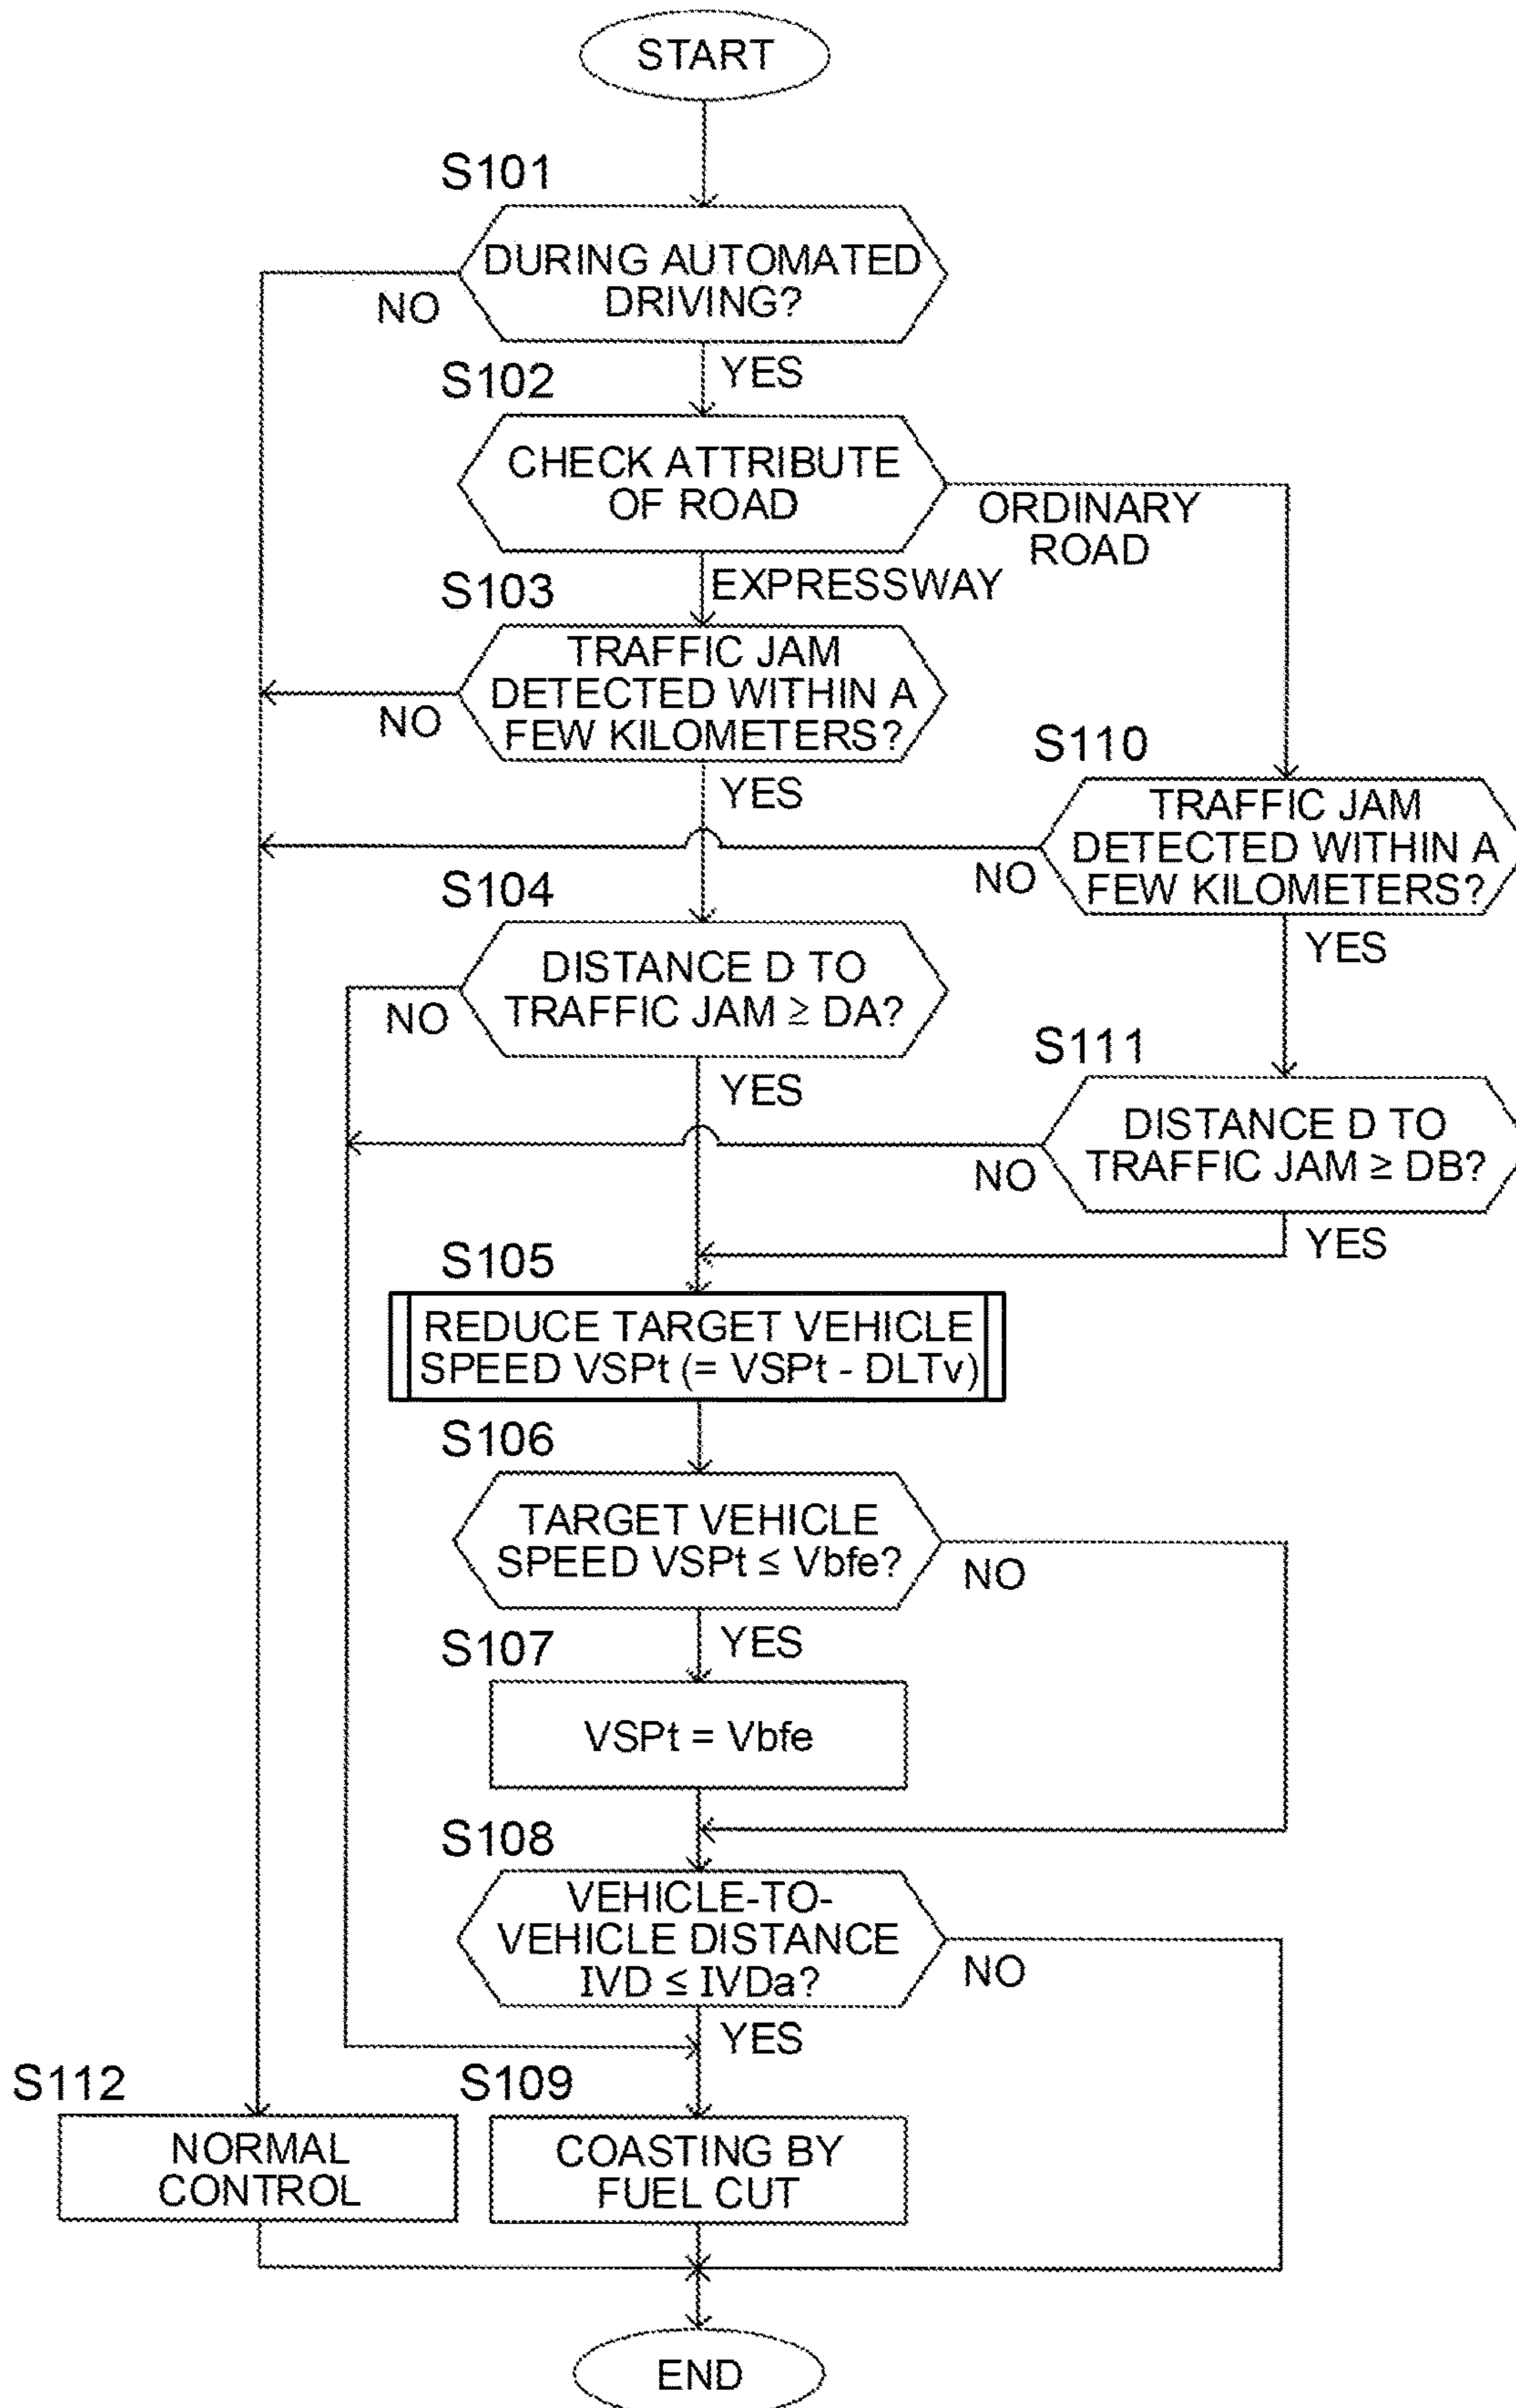 START
S101
DURING AUTOMATED
DRIVING?
NO
YES
S102
CHECK ATTRIBUTE
OF ROAD
ORDINARY
ROAD
EXPRESSWAY
S103
TRAFFIC JAM
DETECTED WITHIN A
FEW KILOMETERS?
NO
YES
S110
TRAFFIC JAM
DETECTED WITHIN A
FEW KILOMETERS?
NO
YES
S104
DISTANCE D TO
TRAFFIC JAM ≧ DA?
NO
YES
S111
DISTANCE D TO
TRAFFIC JAM ≥ DB?
NO
YES
S105
REDUCE TARGET VEHICLE
SPEED VSPt (= VSPt - DLTv)
S106
TARGET VEHICLE
SPEED VSPt ≤ Vbfe?
NO
YES
S107
VSPt = Vbfe
S108
VEHICLE-TO-
VEHICLE DISTANCE
IVD ≤ IVDa?
NO
YES
S112
NORMAL
CONTROL
S109
COASTING BY
FUEL CUT
END